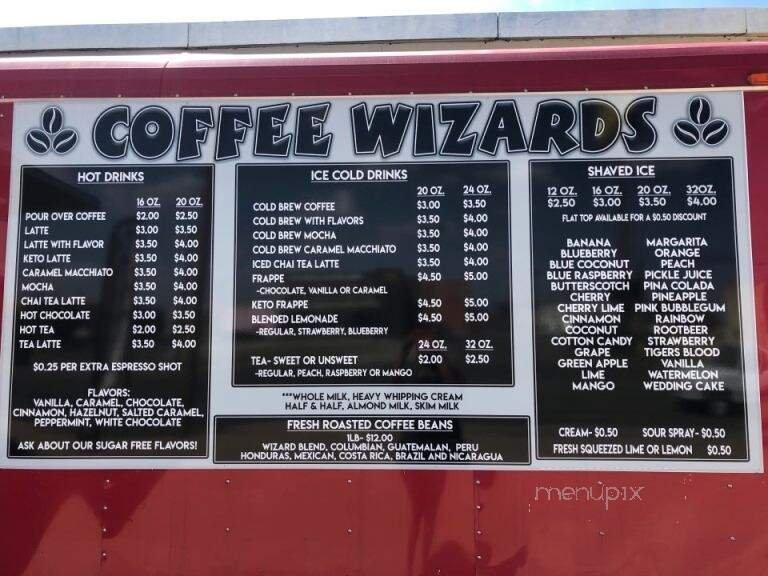 COFFEE WIZARDS
HOT DRINKS
16 OZ. 20 OZ.
POUR OVER COFFEE $2.00 $2.50
LATTE $3.00 $3.50
LATTE WITH FLAVOR $3.50 $4.00
KETO LATTE $3.50 $4.00
CARAMEL MACCHIATO $3.50 $4.00
MOCHA $3.50 $4.00
CHAI TEA LATTE $3.50 $4.00
HOT CHOCOLATE $3.00 $3.50
HOT TEA $2.00 $2.50
TEA LATTE $3.50 $4.00
$0.25 PER EXTRA ESPRESSO SHOT
FLAVORS:
VANILLA, CARAMEL, CHOCOLATE,
CINNAMON, HAZELNUT, SALTED CARAMEL,
PEPPERMINT, WHITE CHOCOLATE
ASK ABOUT OUR SUGAR FREE FLAVORS!
ICE COLD DRINKS
20 OZ. 24 OZ.
COLD BREW COFFEE $3.00 $3.50
COLD BREW WITH FLAVORS $3.50 $4.00
COLD BREW MOCHA $3.50 $4.00
COLD BREW CARAMEL MACCHIATO $3.50 $4.00
ICED CHAI TEA LATTE $3.50 $4.00
FRAPPE $4.50 $5.00
-CHOCOLATE, VANILLA OR CARAMEL
KETO FRAPPE $4.50 $5.00
BLENDED LEMONADE $4.50 $5.00
-REGULAR, STRAWBERRY, BLUEBERRY
24 OZ. 32 OZ.
TEA- SWEET OR UNSWEET $2.00 $2.50
-REGULAR, PEACH, RASPBERRY OR MANGO
***WHOLE MILK, HEAVY WHIPPING CREAM
HALF & HALF, ALMOND MILK, SKIM MILK
FRESH ROASTED COFFEE BEANS
1LB- $12.00
WIZARD BLEND, COLUMBIAN, GUATEMALAN, PERU
HONDURAS, MEXICAN, COSTA RICA, BRAZIL AND NICARAGUA
SHAVED ICE
12 OZ. 16 OZ. 20 OZ. 32OZ.
$2.50 $3.00 $3.50 $4.00
FLAT TOP AVAILABLE FOR A $0.50 DISCOUNT
BANANA MARGARITA
BLUEBERRY ORANGE
BLUE COCONUT PEACH
BLUE RASPBERRY PICKLE JUICE
BUTTERSCOTCH PINA COLADA
CHERRY PINEAPPLE
CHERRY LIME PINK BUBBLEGUM
CINNAMON RAINBOW
COCONUT ROOTBEER
COTTON CANDY STRAWBERRY
GRAPE TIGERS BLOOD
GREEN APPLE VANILLA
LIME WATERMELON
MANGO WEDDING CAKE
CREAM- $0.50 SOUR SPRAY- $0.50
FRESH SQUEEZED LIME OR LEMON $0.50
menupix